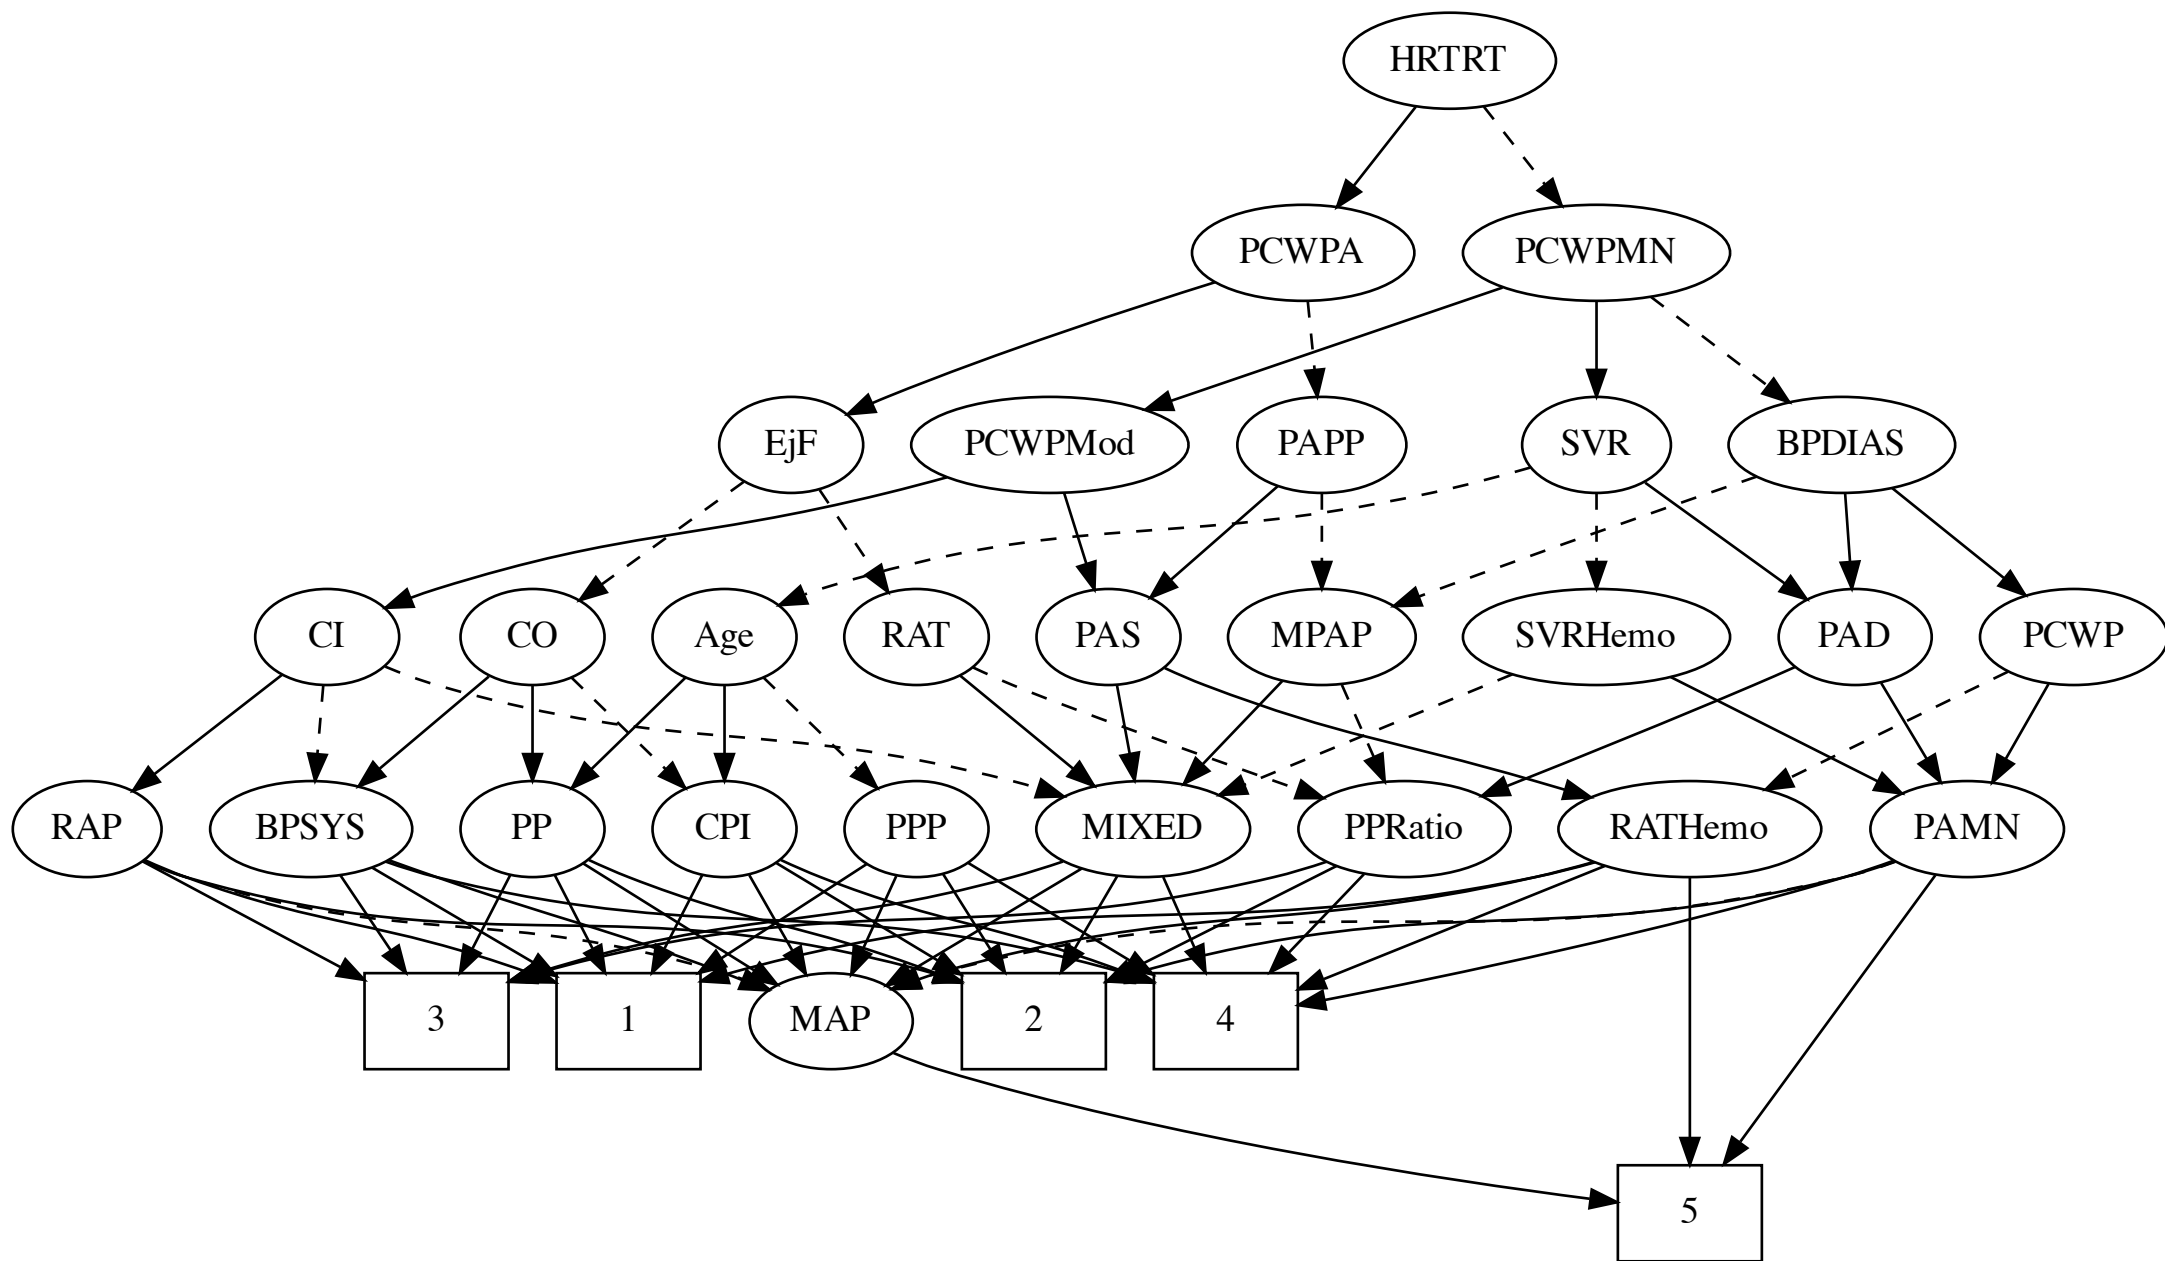 HRTRT
PCWPA
PCWPMN
EjF
PCWPMod
PAPP
SVR
BPDIAS
CI
CO
Age
RAT
PAS
MPAP
SVRHemo
PAD
PCWP
RAP
BPSYS
PP
CPI
PPP
MIXED
PPRatio
RATHemo
PAMN
3
1
MAP
2
4
5